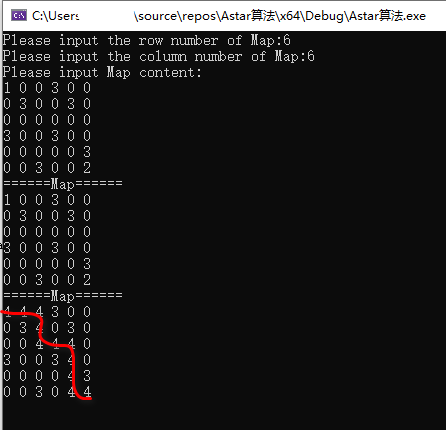 C:\Users \source\repos\Astar算法\x64\Debug\Astar算法.exe
Please input the row number of Map:6
Please input the column number of Map:6
Please input Map content:
1 0 0 3 0 0
0 3 0 0 3 0
0 0 0 0 0 0
3 0 0 3 0 0
0 0 0 0 0 3
0 0 3 0 0 2
======Map======
1 0 0 3 0 0
0 3 0 0 3 0
0 0 0 0 0 0
3 0 0 3 0 0
0 0 0 0 0 3
0 0 3 0 0 2
======Map======
4 4 4 3 0 0
0 3 4 0 3 0
0 0 4 4 4 0
3 0 0 3 4 0
0 0 0 0 4 3
0 0 3 0 4 4